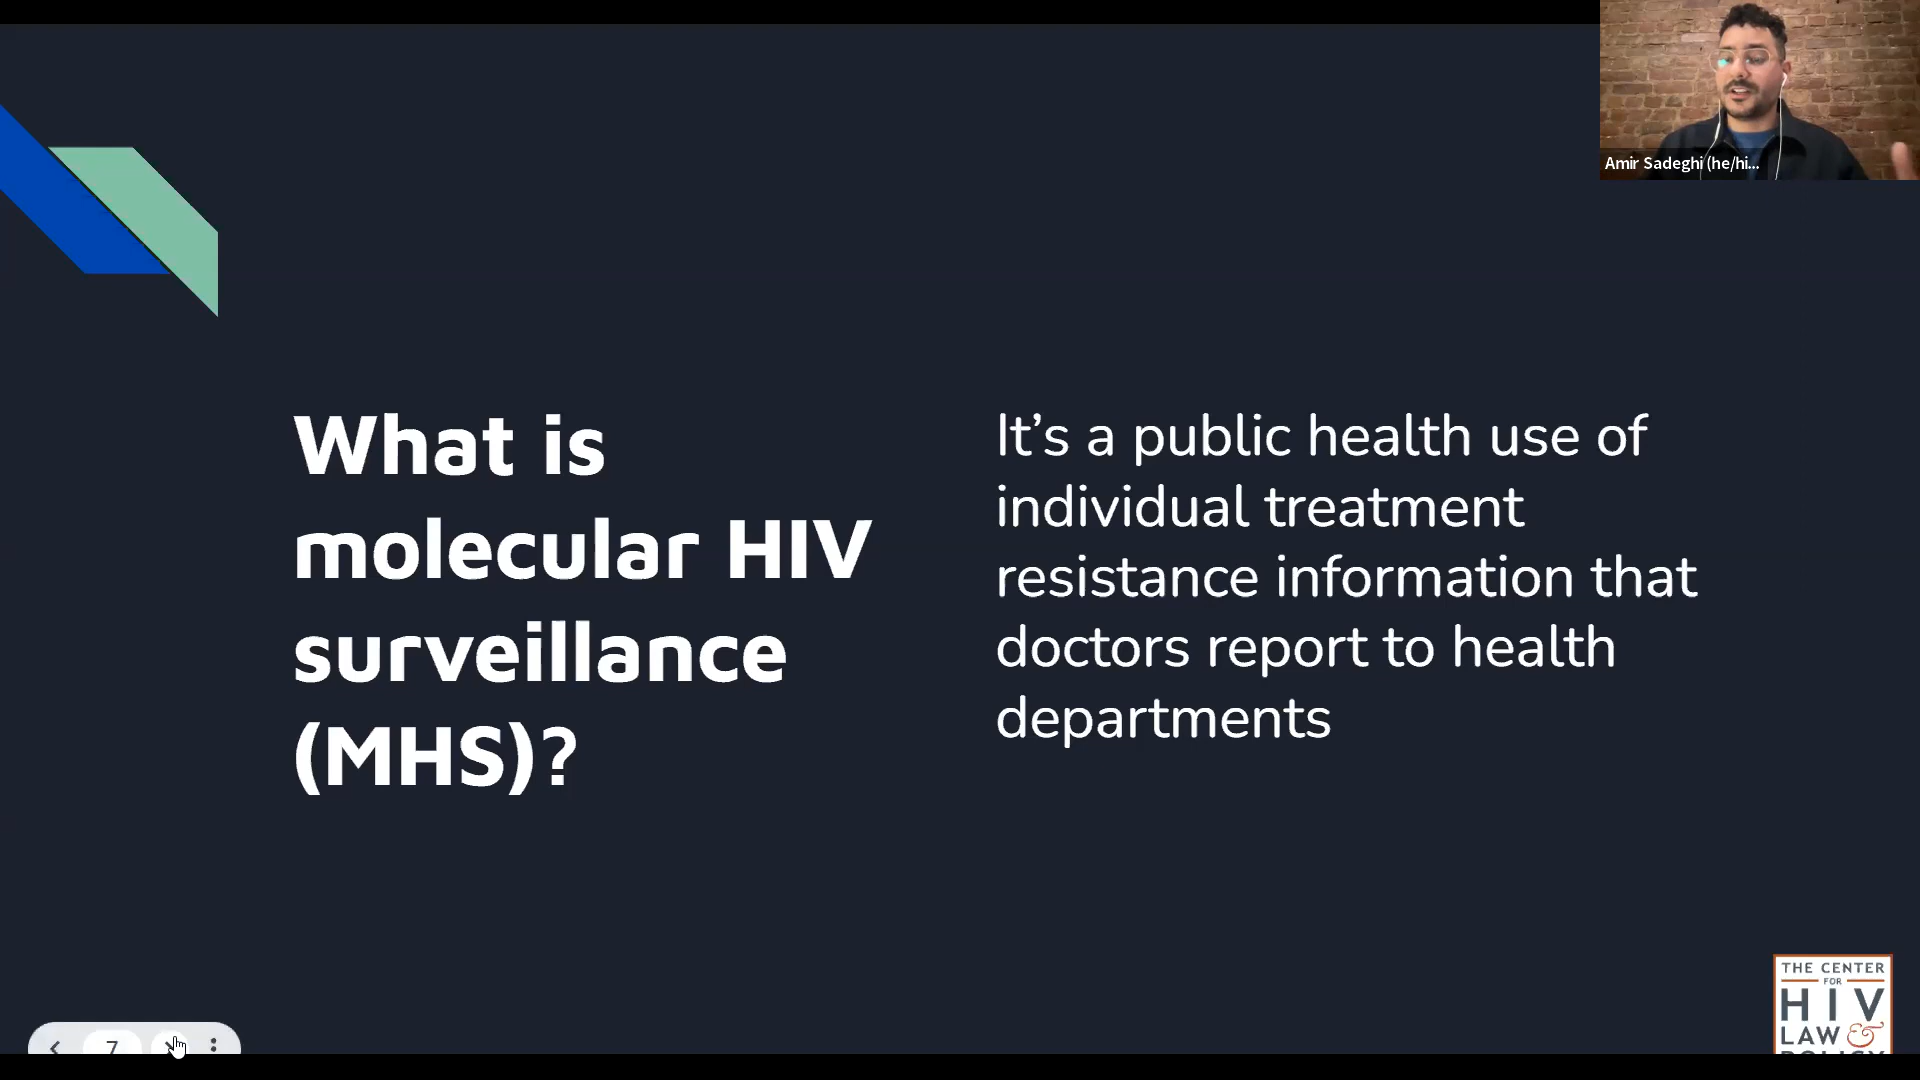 Amir Sadeghi (he/hi...
What is
molecular HIV
surveillance
(MHS)?
It’s a public health use of
individual treatment
resistance information that
doctors report to health
departments
7
THE CENTER
FOR
HIV
LAW &
POLICY